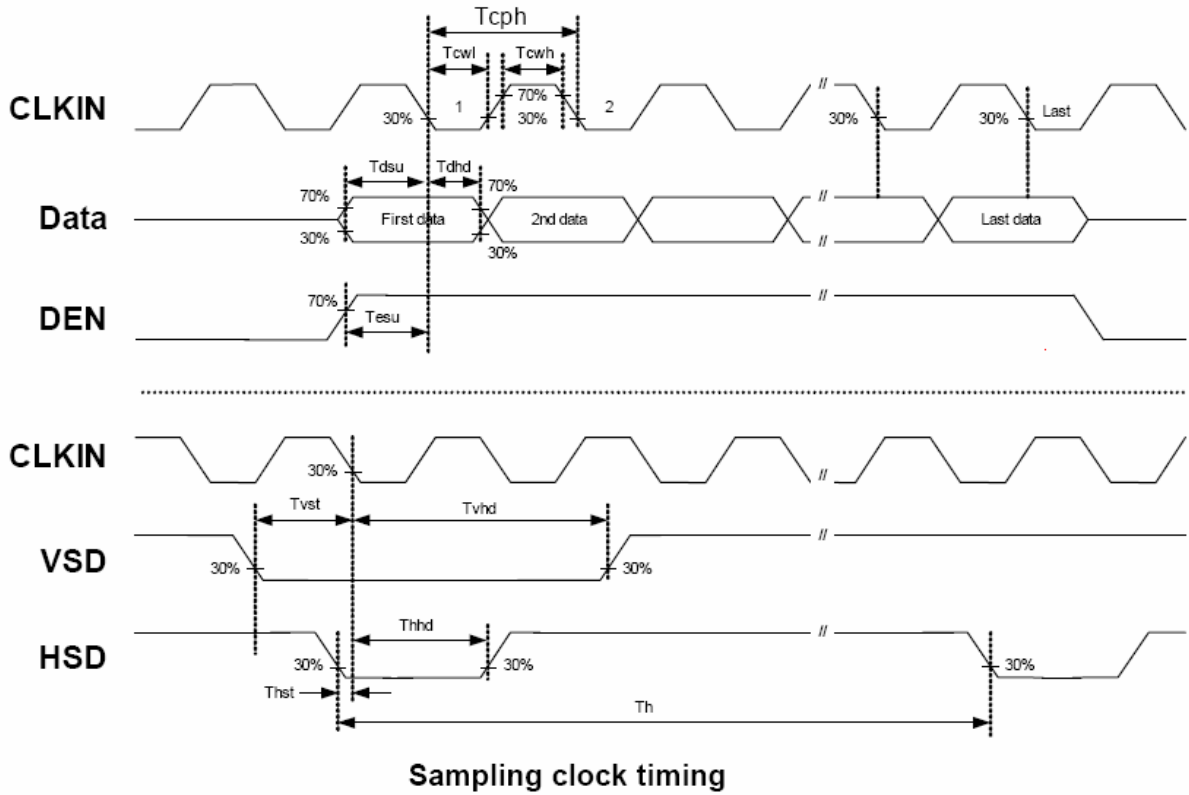 Tcph
Tcwl Tcwh
CLKIN 30% 1 70% 30% 2 // 30% 30% Last
Tdsu Tdhd
Data 70% 30% First data 70% 30% 2nd data // // Last data
DEN 70% Tesu //
CLKIN 30% //
Tvst Tvhd
VSD 30% 30% //
Thhd
HSD 30% 30% // 30%
Thst
Th
Sampling clock timing